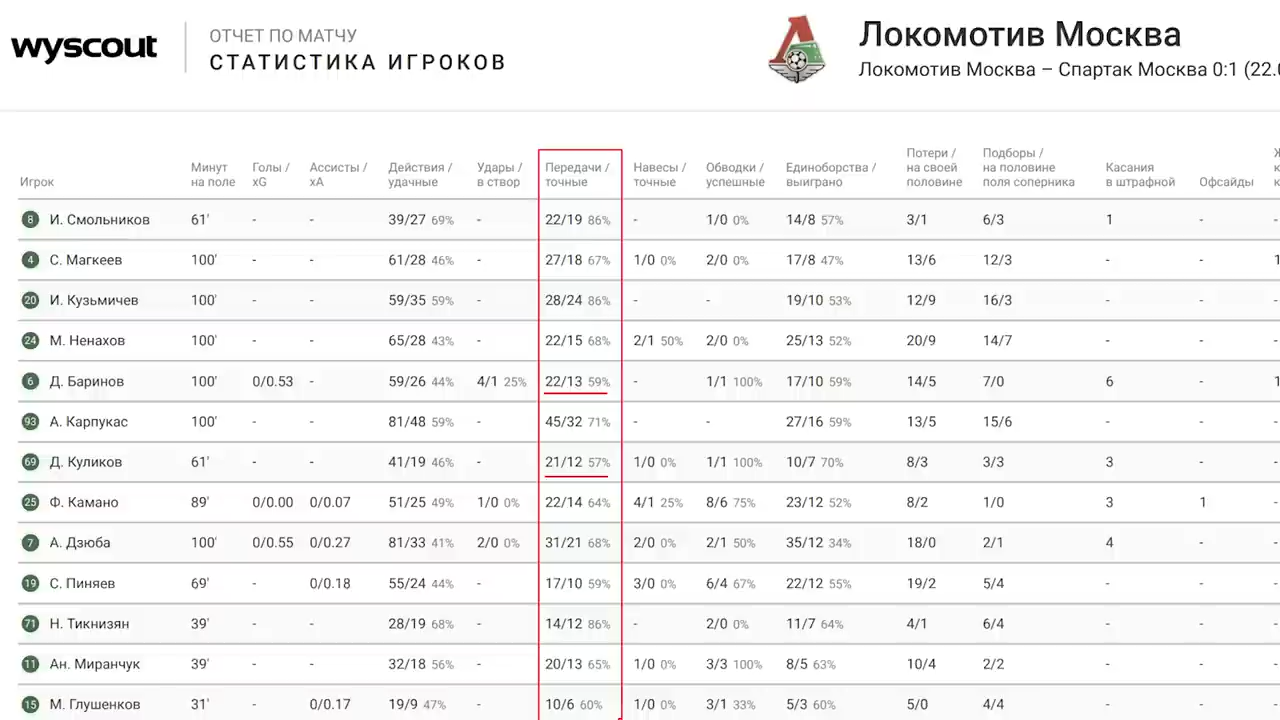 wyscout
ОТЧЕТ ПО МАТЧУ
СТАТИСТИКА ИГРОКОВ
Локомотив Москва
Локомотив Москва – Спартак Москва 0:1 (22.
Игрок Минут на поле Голы / xG Ассисты / xA Действия / удачные Удары / в створ Передачи / точные Навесы / точные Обводки / успешные Единоборства / выиграно Потери / на своей половине Подборы / на половине поля соперника Касания в штрафной Офсайды
8 И. Смольников 61' - - 39/27 69% - 22/19 86% - 1/0 0% 14/8 57% 3/1 6/3 1 - -
4 С. Магкеев 100' - - 61/28 46% - 27/18 67% 1/0 0% 2/0 0% 17/8 47% 13/6 12/3 - - 1
20 И. Кузьмичев 100' - - 59/35 59% - 28/24 86% - - 19/10 53% 12/9 16/3 - - -
24 М. Ненахов 100' - - 65/28 43% - 22/15 68% 2/1 50% 2/0 0% 25/13 52% 20/9 14/7 - - -
6 Д. Баринов 100' 0/0.53 - 59/26 44% 4/1 25% 22/13 59% - 1/1 100% 17/10 59% 14/5 7/0 6 - 1
93 А. Карпукас 100' - - 81/48 59% - 45/32 71% - - 27/16 59% 13/5 15/6 - - -
69 Д. Куликов 61' - - 41/19 46% - 21/12 57% 1/0 0% 1/1 100% 10/7 70% 8/3 3/3 3 - -
25 Ф. Камано 89' 0/0.00 0/0.07 51/25 49% 1/0 0% 22/14 64% 4/1 25% 8/6 75% 23/12 52% 8/2 1/0 3 1 -
7 А. Дзюба 100' 0/0.55 0/0.27 81/33 41% 2/0 0% 31/21 68% 2/0 0% 2/1 50% 35/12 34% 18/0 2/1 4 - -
19 С. Пиняев 69' - 0/0.18 55/24 44% - 17/10 59% 3/0 0% 6/4 67% 22/12 55% 19/2 5/4 - - -
71 Н. Тикнизян 39' - - 28/19 68% - 14/12 86% - 2/0 0% 11/7 64% 4/1 6/4 - - -
11 Ан. Миранчук 39' - - 32/18 56% - 20/13 65% 1/0 0% 3/3 100% 8/5 63% 10/4 2/2 - - -
15 М. Глушенков 31' - 0/0.17 19/9 47% - 10/6 60% 1/0 0% 3/1 33% 5/3 60% 5/0 4/4 - - -